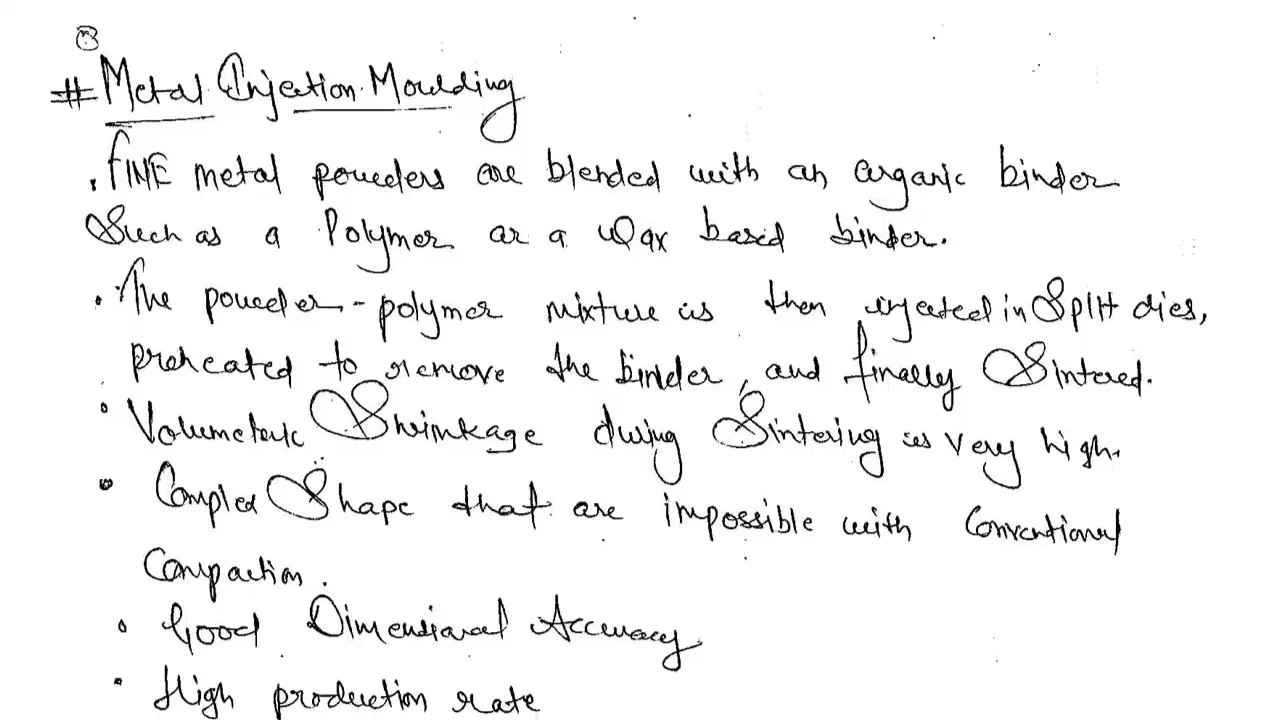 8
# Metal Injection Moulding
. FINE metal powders are blended with an organic binder
Such as a Polymer or a wax based binder.
. The powder - polymer mixture is then injected in Split dies,
preheated to remove the binder, and finally Sintered.
• Volumetric Shrinkage during Sintering is very high.
• Complex Shape that are impossible with Conventional
Compaction.
• Good Dimensional Accuracy
• High production rate